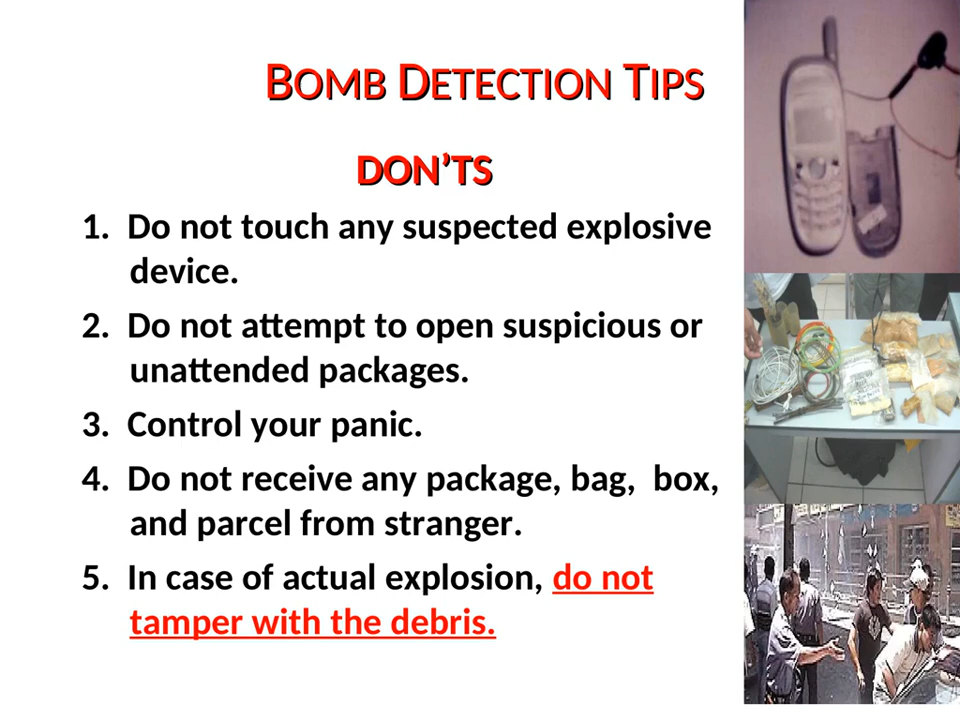 BOMB DETECTION TIPS
DON’TS
1. Do not touch any suspected explosive
device.
2. Do not attempt to open suspicious or
unattended packages.
3. Control your panic.
4. Do not receive any package, bag,  box,
and parcel from stranger.
5. In case of actual explosion, do not
tamper with the debris.